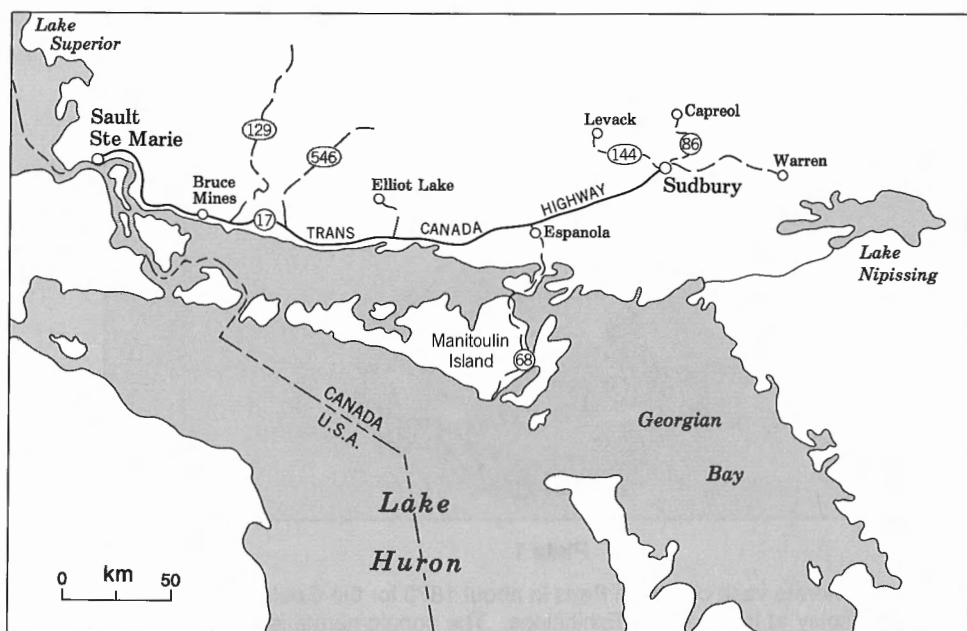 Lake
Superior
Sault
Ste Marie
129
546
Levack
Capreol
144
86
Warren
Sudbury
Bruce
Mines
Elliot Lake
17
TRANS CANADA HIGHWAY
Espanola
Lake
Nipissing
Manitoulin
Island
68
CANADA
U.S.A.
Georgian
Bay
Lake
Huron
0 km 50